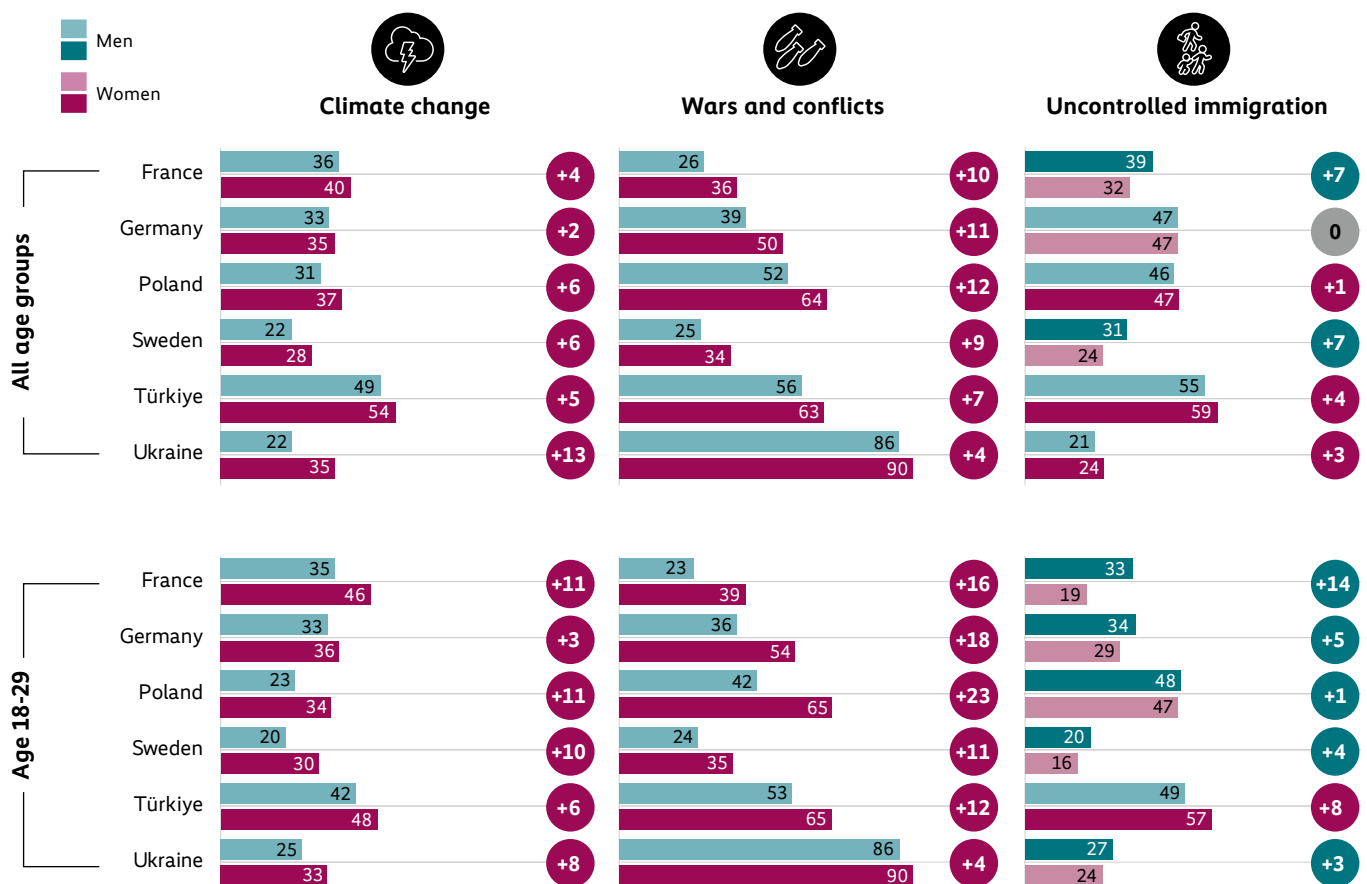 Men
Women
Climate change Wars and conflicts Uncontrolled immigration
All age groups
France 36 40 +4 26 36 +10 39 32 +7
Germany 33 35 +2 39 50 +11 47 47 0
Poland 31 37 +6 52 64 +12 46 47 +1
Sweden 22 28 +6 25 34 +9 31 24 +7
Türkiye 49 54 +5 56 63 +7 55 59 +4
Ukraine 22 35 +13 86 90 +4 21 24 +3
Age 18-29
France 35 46 +11 23 39 +16 33 19 +14
Germany 33 36 +3 36 54 +18 34 29 +5
Poland 23 34 +11 42 65 +23 48 47 +1
Sweden 20 30 +10 24 35 +11 20 16 +4
Türkiye 42 48 +6 53 65 +12 49 57 +8
Ukraine 25 33 +8 86 90 +4 27 24 +3